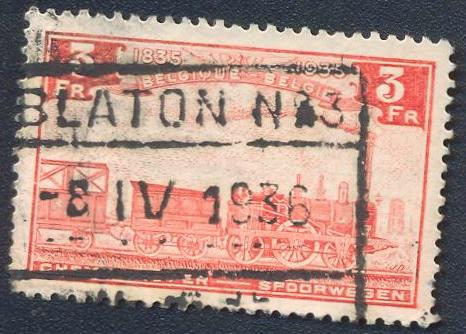 3 1835 1935 3
FR BELGIQUE - BELGIË FR
BLATON N 3
-8 IV 1936
SPOORWEGEN